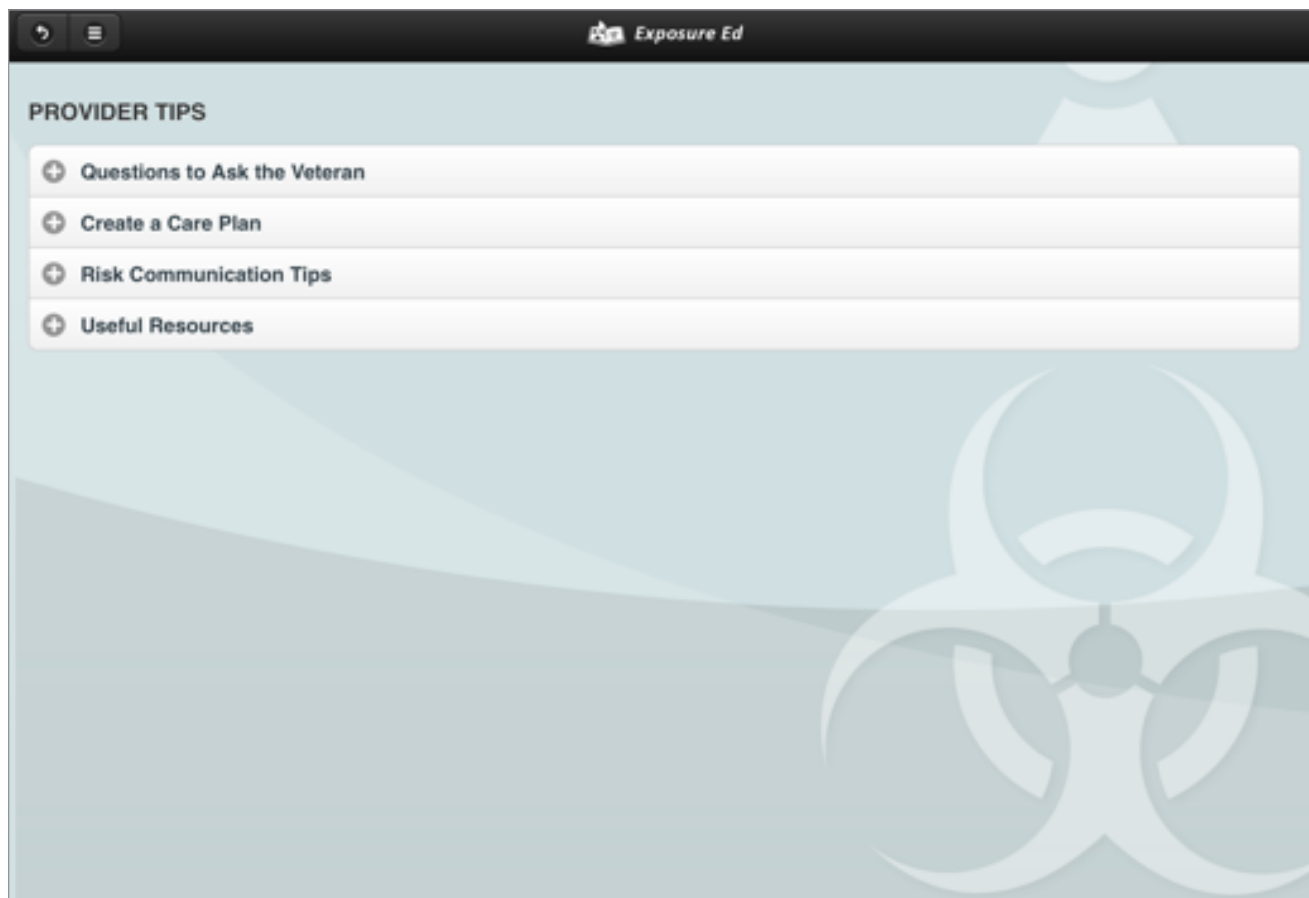 Exposure Ed
PROVIDER TIPS
Questions to Ask the Veteran
Create a Care Plan
Risk Communication Tips
Useful Resources